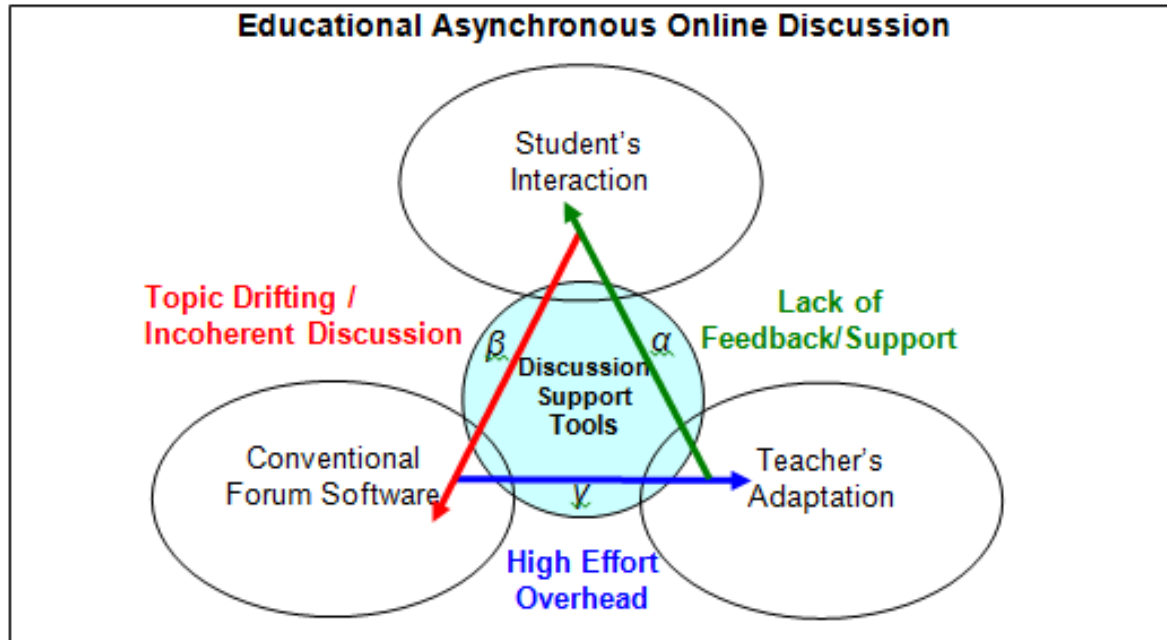 Educational Asynchronous Online Discussion
Student's
Interaction
Topic Drifting /
Incoherent Discussion
Lack of
Feedback/Support
β
α
Discussion
Support
Tools
Conventional
Forum Software
Teacher's
Adaptation
γ
High Effort
Overhead